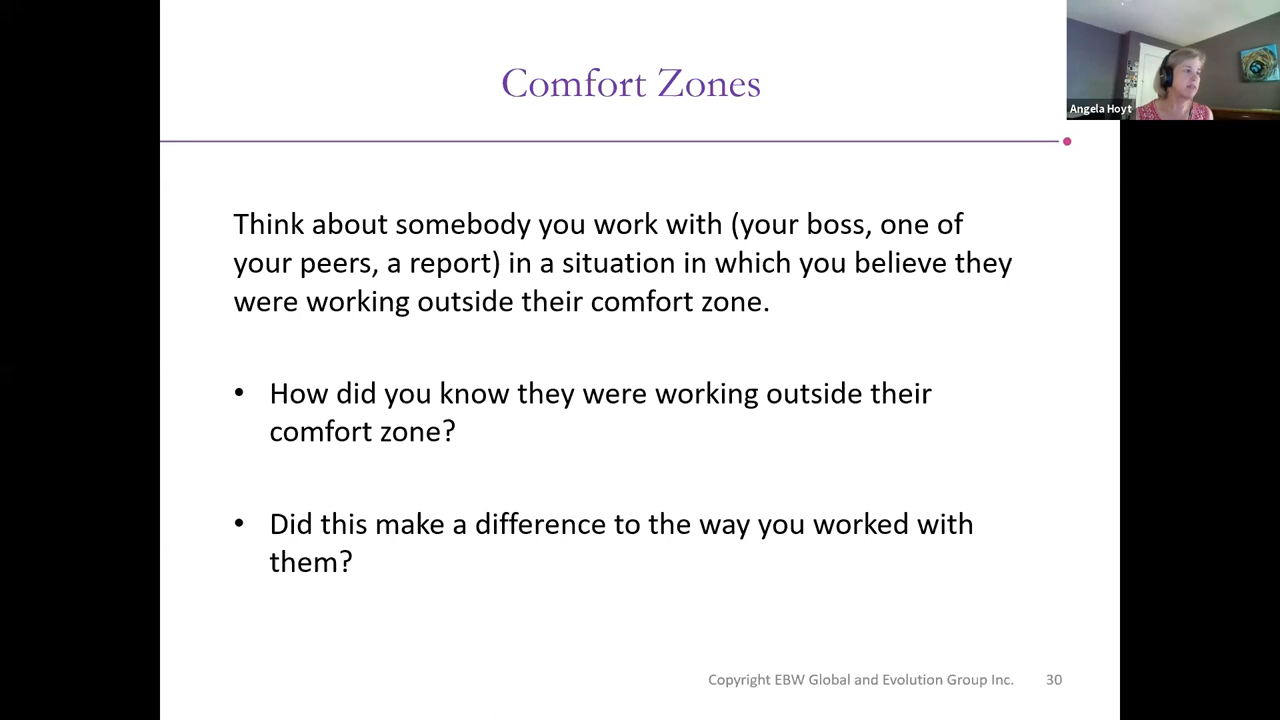 Comfort Zones
Angela Hoyt
Think about somebody you work with (your boss, one of
your peers, a report) in a situation in which you believe they
were working outside their comfort zone.
• How did you know they were working outside their
comfort zone?
• Did this make a difference to the way you worked with
them?
Copyright EBW Global and Evolution Group Inc. 30